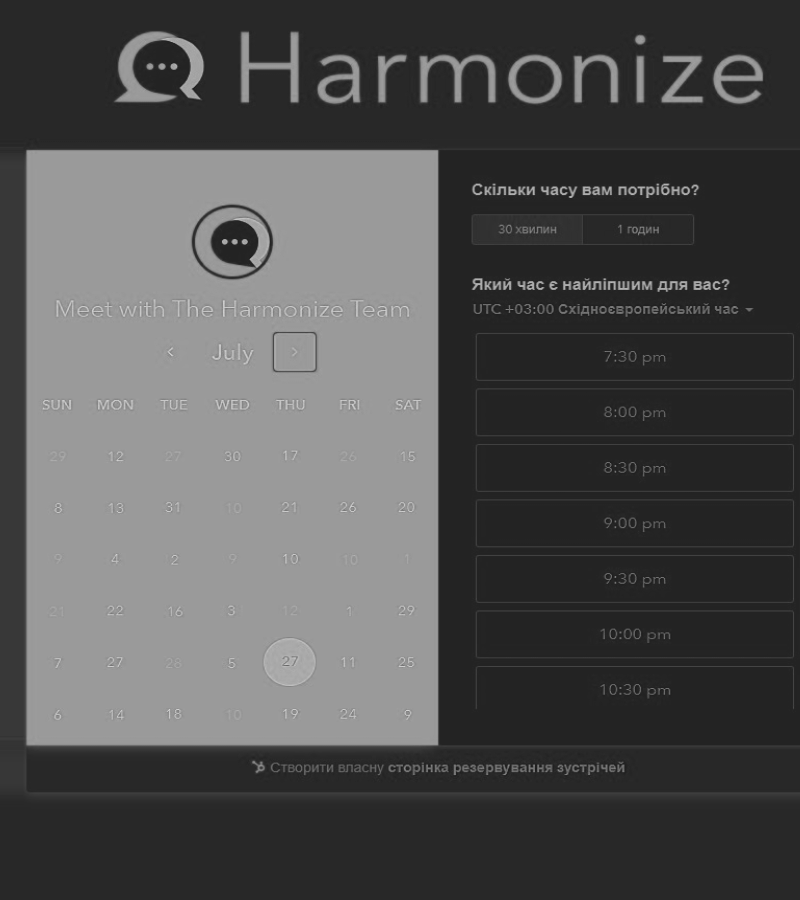 Harmonize
Meet with The Harmonize Team
July
SUN MON TUE WED THU FRI SAT
29 12 27 30 17 26 15
8 13 31 10 21 26 20
9 4 2 9 10 10 1
21 22 16 3 12 1 29
7 27 28 5 27 11 25
6 14 18 10 19 24 9
Скільки часу вам потрібно?
30 хвилин 1 годин
Який час є найліпшим для вас?
UTC +03:00 Східноєвропейський час
7:30 pm
8:00 pm
8:30 pm
9:00 pm
9:30 pm
10:00 pm
10:30 pm
Створити власну сторінка резервування зустрічей